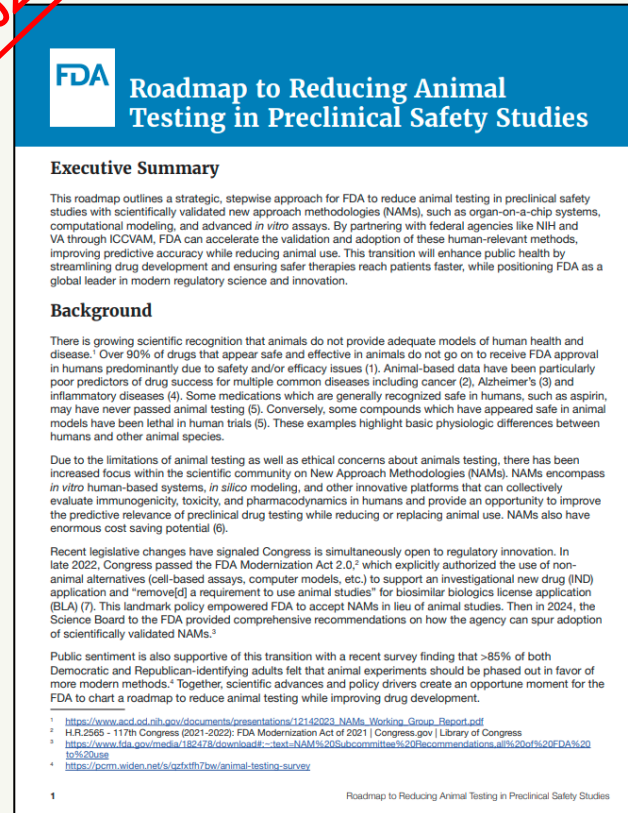 FDA
Roadmap to Reducing Animal
Testing in Preclinical Safety Studies
Executive Summary
This roadmap outlines a strategic, stepwise approach for FDA to reduce animal testing in preclinical safety
studies with scientifically validated new approach methodologies (NAMs), such as organ-on-a-chip systems,
computational modeling, and advanced in vitro assays. By partnering with federal agencies like NIH and
VA through ICCVAM, FDA can accelerate the validation and adoption of these human-relevant methods,
improving predictive accuracy while reducing animal use. This transition will enhance public health by
streamlining drug development and ensuring safer therapies reach patients faster, while positioning FDA as a
global leader in modern regulatory science and innovation.
Background
There is growing scientific recognition that animals do not provide adequate models of human health and
disease.¹ Over 90% of drugs that appear safe and effective in animals do not go on to receive FDA approval
in humans predominantly due to safety and/or efficacy issues (1). Animal-based data have been particularly
poor predictors of drug success for multiple common diseases including cancer (2), Alzheimer's (3) and
inflammatory diseases (4). Some medications which are generally recognized safe in humans, such as aspirin,
may have never passed animal testing (5). Conversely, some compounds which have appeared safe in animal
models have been lethal in human trials (5). These examples highlight basic physiologic differences between
humans and other animal species.
Due to the limitations of animal testing as well as ethical concerns about animals testing, there has been
increased focus within the scientific community on New Approach Methodologies (NAMs). NAMs encompass
in vitro human-based systems, in silico modeling, and other innovative platforms that can collectively
evaluate immunogenicity, toxicity, and pharmacodynamics in humans and provide an opportunity to improve
the predictive relevance of preclinical drug testing while reducing or replacing animal use. NAMs also have
enormous cost saving potential (6).
Recent legislative changes have signaled Congress is simultaneously open to regulatory innovation. In
late 2022, Congress passed the FDA Modernization Act 2.0,² which explicitly authorized the use of non-
animal alternatives (cell-based assays, computer models, etc.) to support an investigational new drug (IND)
application and "remove[d] a requirement to use animal studies" for biosimilar biologics license application
(BLA) (7). This landmark policy empowered FDA to accept NAMs in lieu of animal studies. Then in 2024, the
Science Board to the FDA provided comprehensive recommendations on how the agency can spur adoption
of scientifically validated NAMs.³
Public sentiment is also supportive of this transition with a recent survey finding that >85% of both
Democratic and Republican-identifying adults felt that animal experiments should be phased out in favor of
more modern methods.⁴ Together, scientific advances and policy drivers create an opportune moment for the
FDA to chart a roadmap to reduce animal testing while improving drug development.
1 https://www.acd.od.nih.gov/documents/presentations/12142023_NAMs_Working_Group_Report.pdf
2 H.R.2565 - 117th Congress (2021-2022): FDA Modernization Act of 2021 | Congress.gov | Library of Congress
3 https://www.fda.gov/media/182478/download#:~:text=NAM%20Subcommittee%20Recommendations,all%20of%20FDA%20
to%20use
4 https://pcrm.widen.net/s/qzfxtfh7bw/animal-testing-survey
1 Roadmap to Reducing Animal Testing in Preclinical Safety Studies